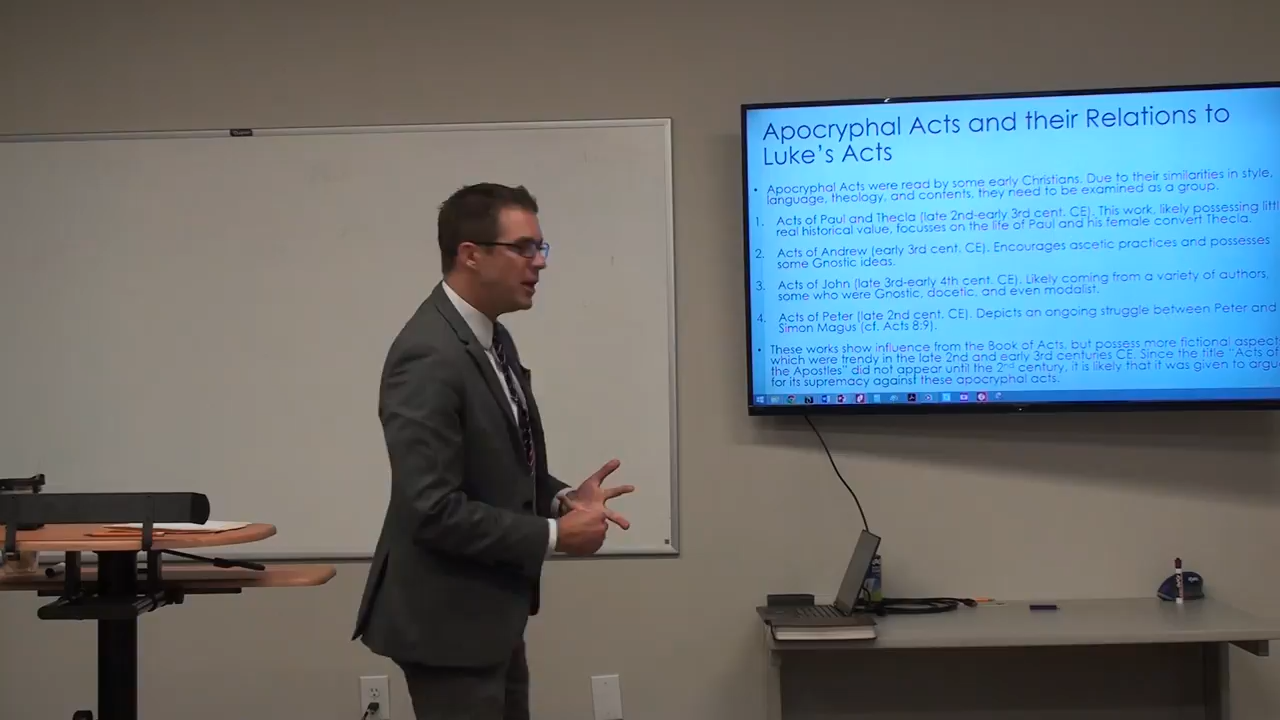 Apocryphal Acts and their Relations to
Luke's Acts
• Apocryphal Acts were read by some early Christians. Due to their similarities in style,
language, theology, and contents, they need to be examined as a group.
1. Acts of Paul and Thecla (late 2nd-early 3rd cent. CE). This work, likely possessing
real historical value, focusses on the life of Paul and his female convert Thecla.
2. Acts of Andrew (early 3rd cent. CE). Encourages ascetic practices and possesses
some Gnostic ideas.
3. Acts of John (late 3rd-early 4th cent. CE). Likely coming from a variety of authors,
some who were Gnostic, docetic, and even modalist.
4. Acts of Peter (late 2nd cent. CE). Depicts an ongoing struggle between Peter and
Simon Magus (cf. Acts 8:9).
• These works show influence from the Book of Acts, but possess more fictional aspec
which were trendy in the late 2nd and early 3rd centuries CE. Since the title "Acts of
the Apostles" did not appear until the 2nd century, it is likely that it was given to argu
for its supremacy against these apocryphal acts.